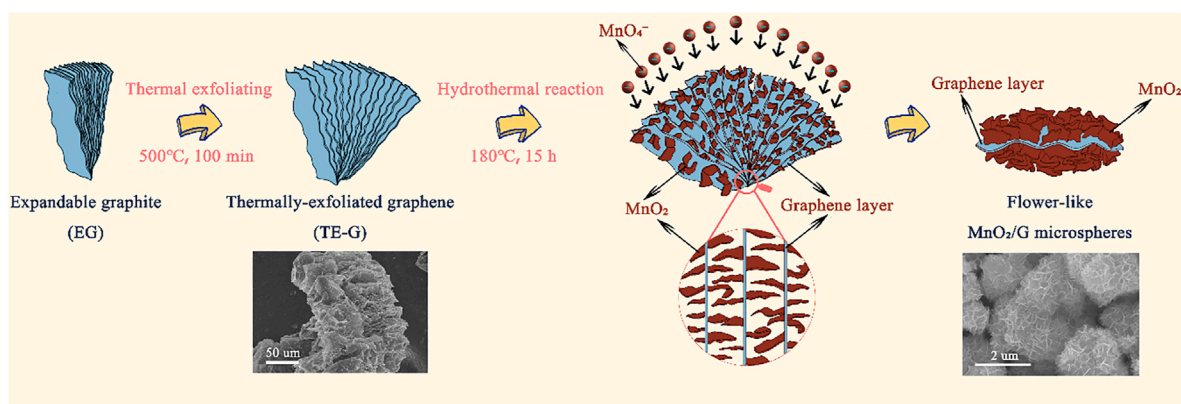 MnO₄⁻
Thermal exfoliating
500℃, 100 min
Hydrothermal reaction
180℃, 15 h
Graphene layer
MnO₂
Expandable graphite
(EG)
Thermally-exfoliated graphene
(TE-G)
MnO₂
Graphene layer
Flower-like
MnO₂/G microspheres
50 um
2 um